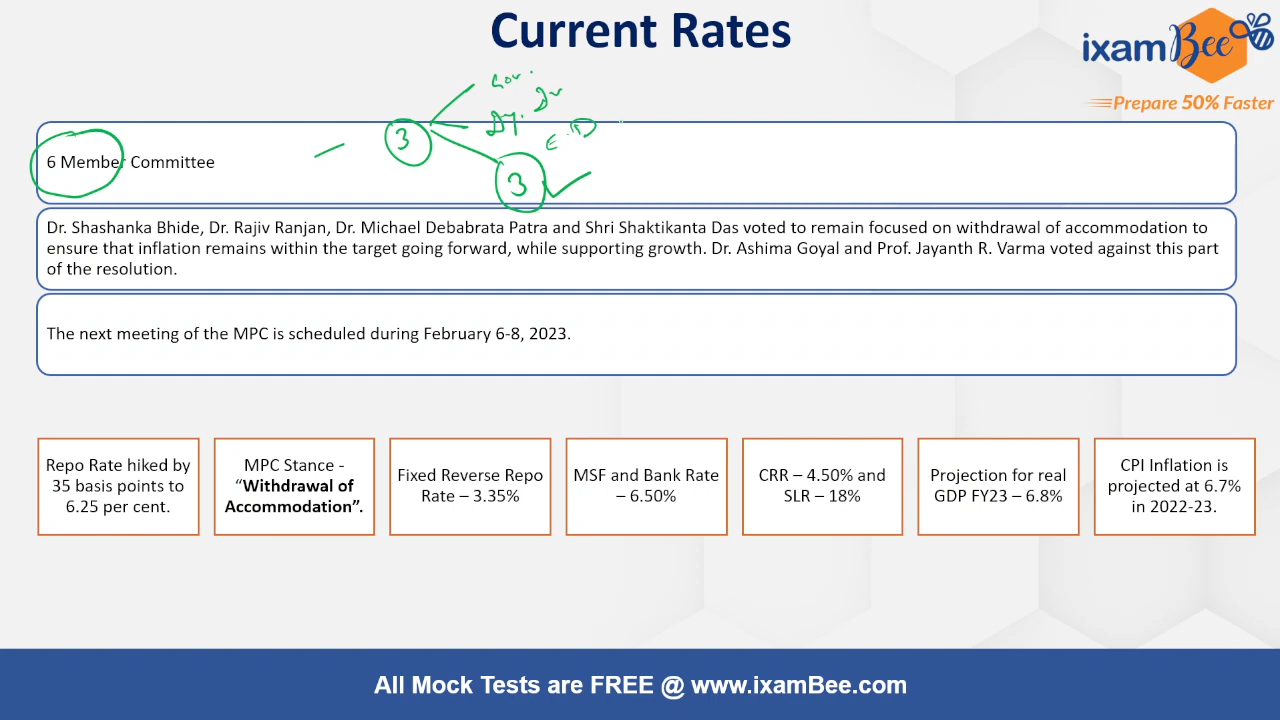 Current Rates
ixamBee
Prepare 50% Faster
Gov.
Dy.
E.D
3
3
6 Member Committee
Dr. Shashanka Bhide, Dr. Rajiv Ranjan, Dr. Michael Debabrata Patra and Shri Shaktikanta Das voted to remain focused on withdrawal of accommodation to
ensure that inflation remains within the target going forward, while supporting growth. Dr. Ashima Goyal and Prof. Jayanth R. Varma voted against this part
of the resolution.
The next meeting of the MPC is scheduled during February 6-8, 2023.
Repo Rate hiked by
35 basis points to
6.25 per cent.
MPC Stance -
“Withdrawal of
Accommodation”.
Fixed Reverse Repo
Rate – 3.35%
MSF and Bank Rate
– 6.50%
CRR – 4.50% and
SLR – 18%
Projection for real
GDP FY23 – 6.8%
CPI Inflation is
projected at 6.7%
in 2022-23.
All Mock Tests are FREE @ www.ixamBee.com